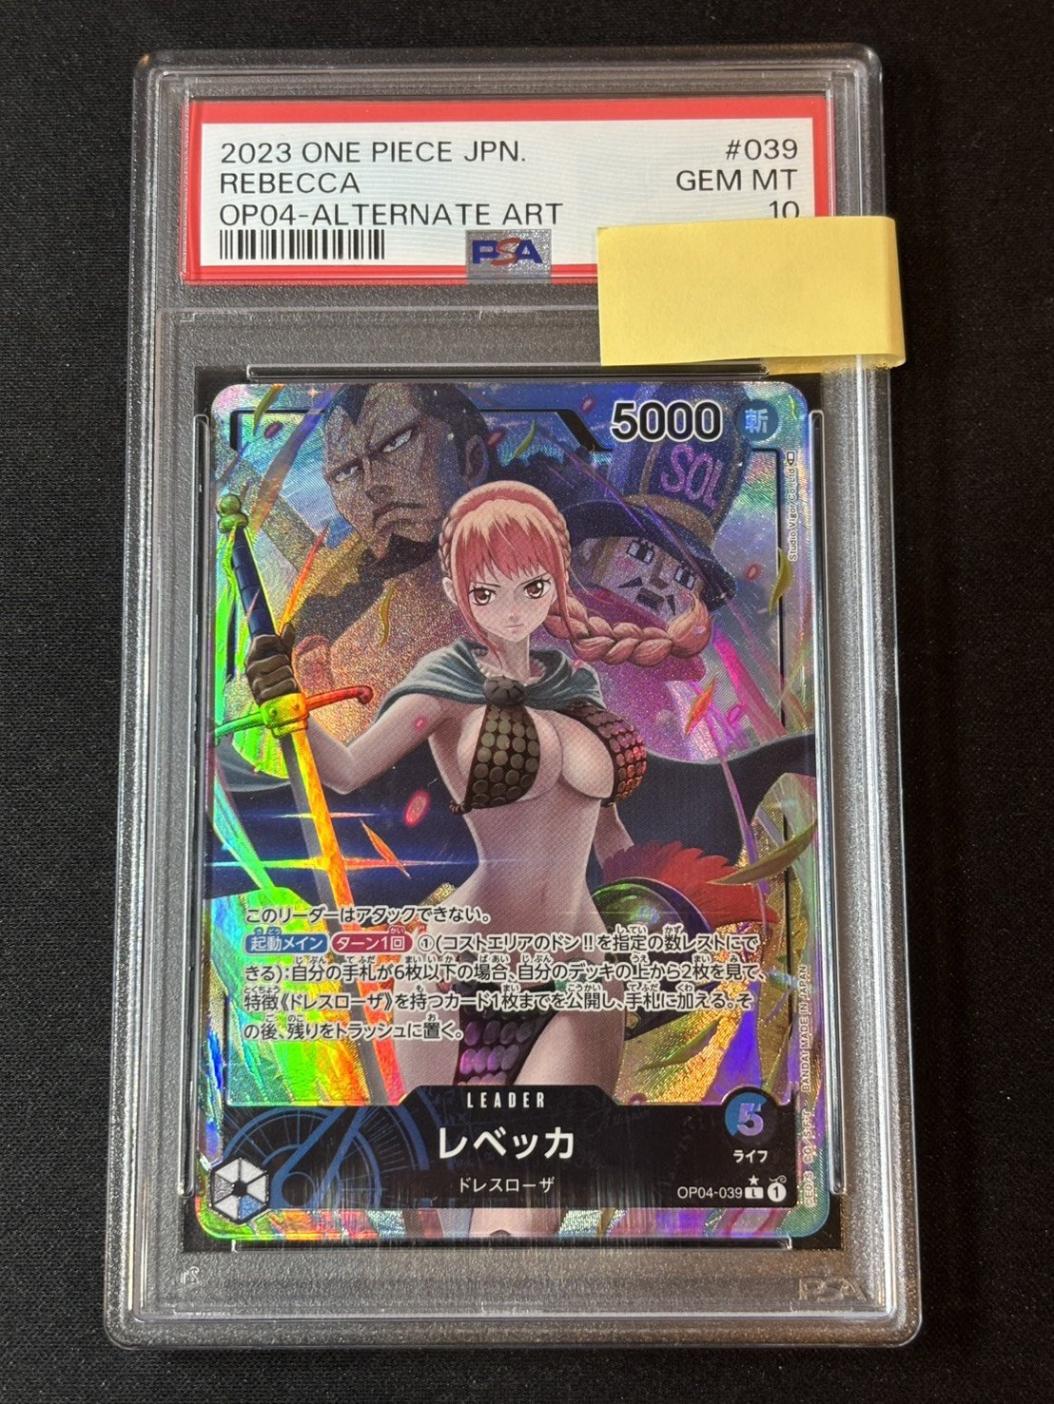 2023 ONE PIECE JPN. #039
REBECCA GEM MT
OP04-ALTERNATE ART 10
PSA
5000 斬
SOL
このリーダーはアタックできない。
起動メイン ターン1回 ①(コストエリアのドン!!を指定の数レストにで
きる):自分の手札が6枚以下の場合、自分のデッキの上から2枚を見て、
特徴《ドレスローザ》を持つカード1枚までを公開し、手札に加える。そ
の後、残りをトラッシュに置く。
LEADER
5
レベッカ
ライフ
ドレスローザ
OP04-039 L 1
BANDAI MADE IN JAPAN
PSA